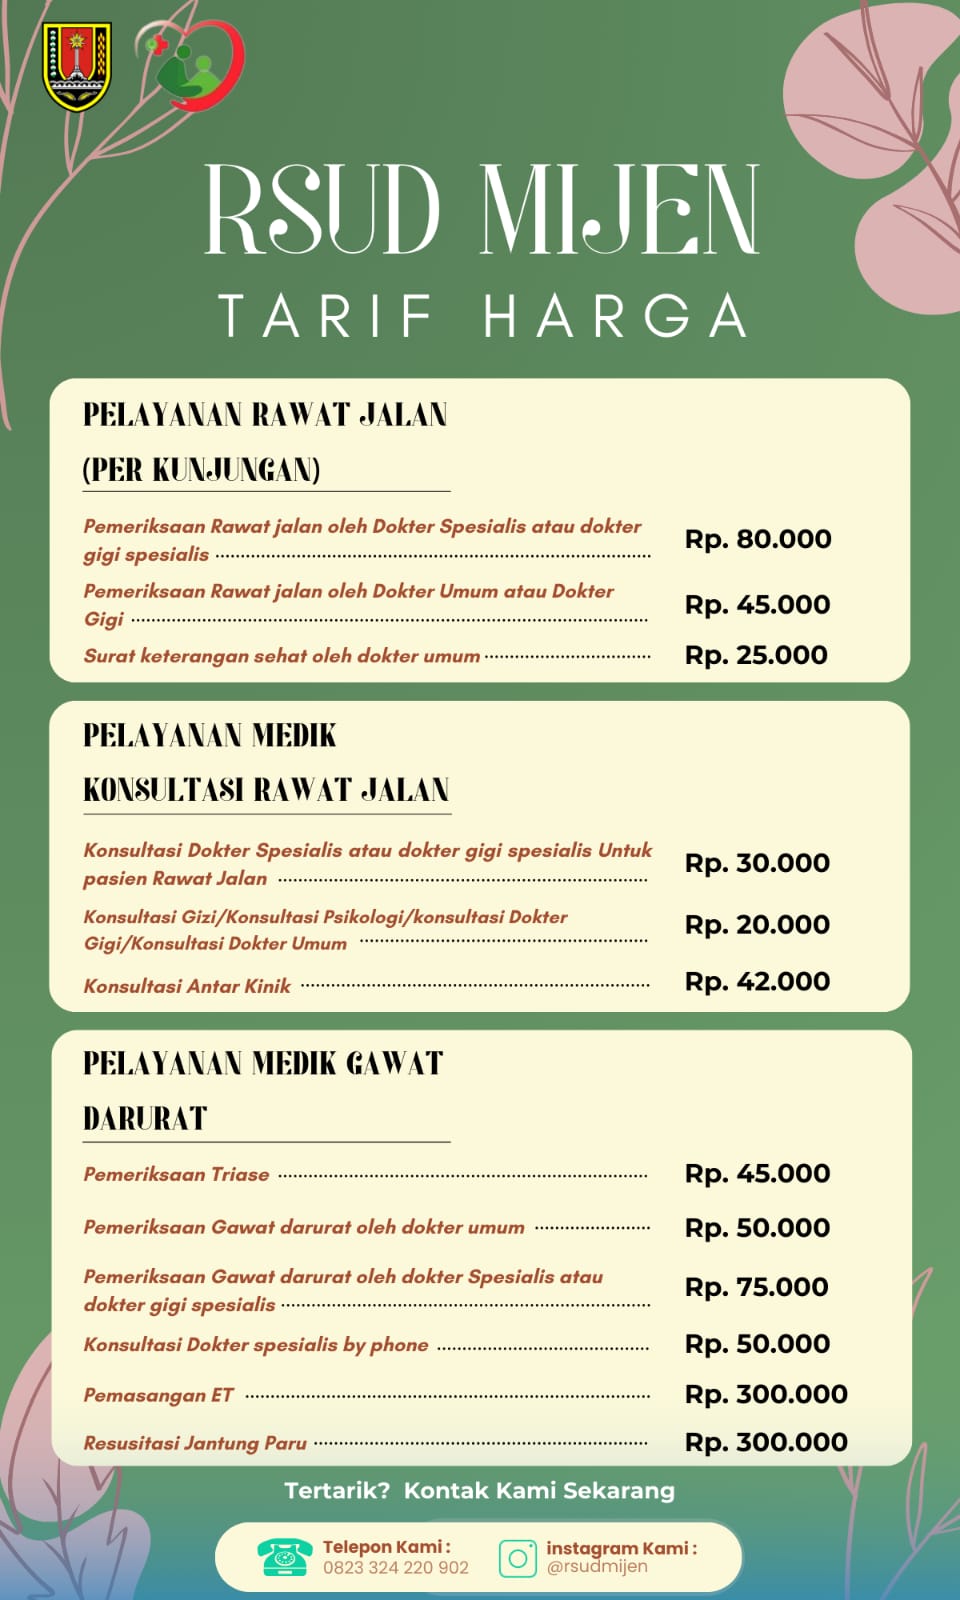 RSUD MIJEN
TARIF HARGA
PELAYANAN RAWAT JALAN
(PER KUNJUNGAN)
Pemeriksaan Rawat jalan oleh Dokter Spesialis atau dokter
gigi spesialis Rp. 80.000
Pemeriksaan Rawat jalan oleh Dokter Umum atau Dokter
Gigi Rp. 45.000
Surat keterangan sehat oleh dokter umum Rp. 25.000
PELAYANAN MEDIK
KONSULTASI RAWAT JALAN
Konsultasi Dokter Spesialis atau dokter gigi spesialis Untuk
pasien Rawat Jalan Rp. 30.000
Konsultasi Gizi/Konsultasi Psikologi/konsultasi Dokter
Gigi/Konsultasi Dokter Umum Rp. 20.000
Konsultasi Antar Kinik Rp. 42.000
PELAYANAN MEDIK GAWAT
DARURAT
Pemeriksaan Triase Rp. 45.000
Pemeriksaan Gawat darurat oleh dokter umum Rp. 50.000
Pemeriksaan Gawat darurat oleh dokter Spesialis atau
dokter gigi spesialis Rp. 75.000
Konsultasi Dokter spesialis by phone Rp. 50.000
Pemasangan ET Rp. 300.000
Resusitasi Jantung Paru Rp. 300.000
Tertarik? Kontak Kami Sekarang
Telepon Kami :
0823 324 220 902
instagram Kami :
@rsudmijen